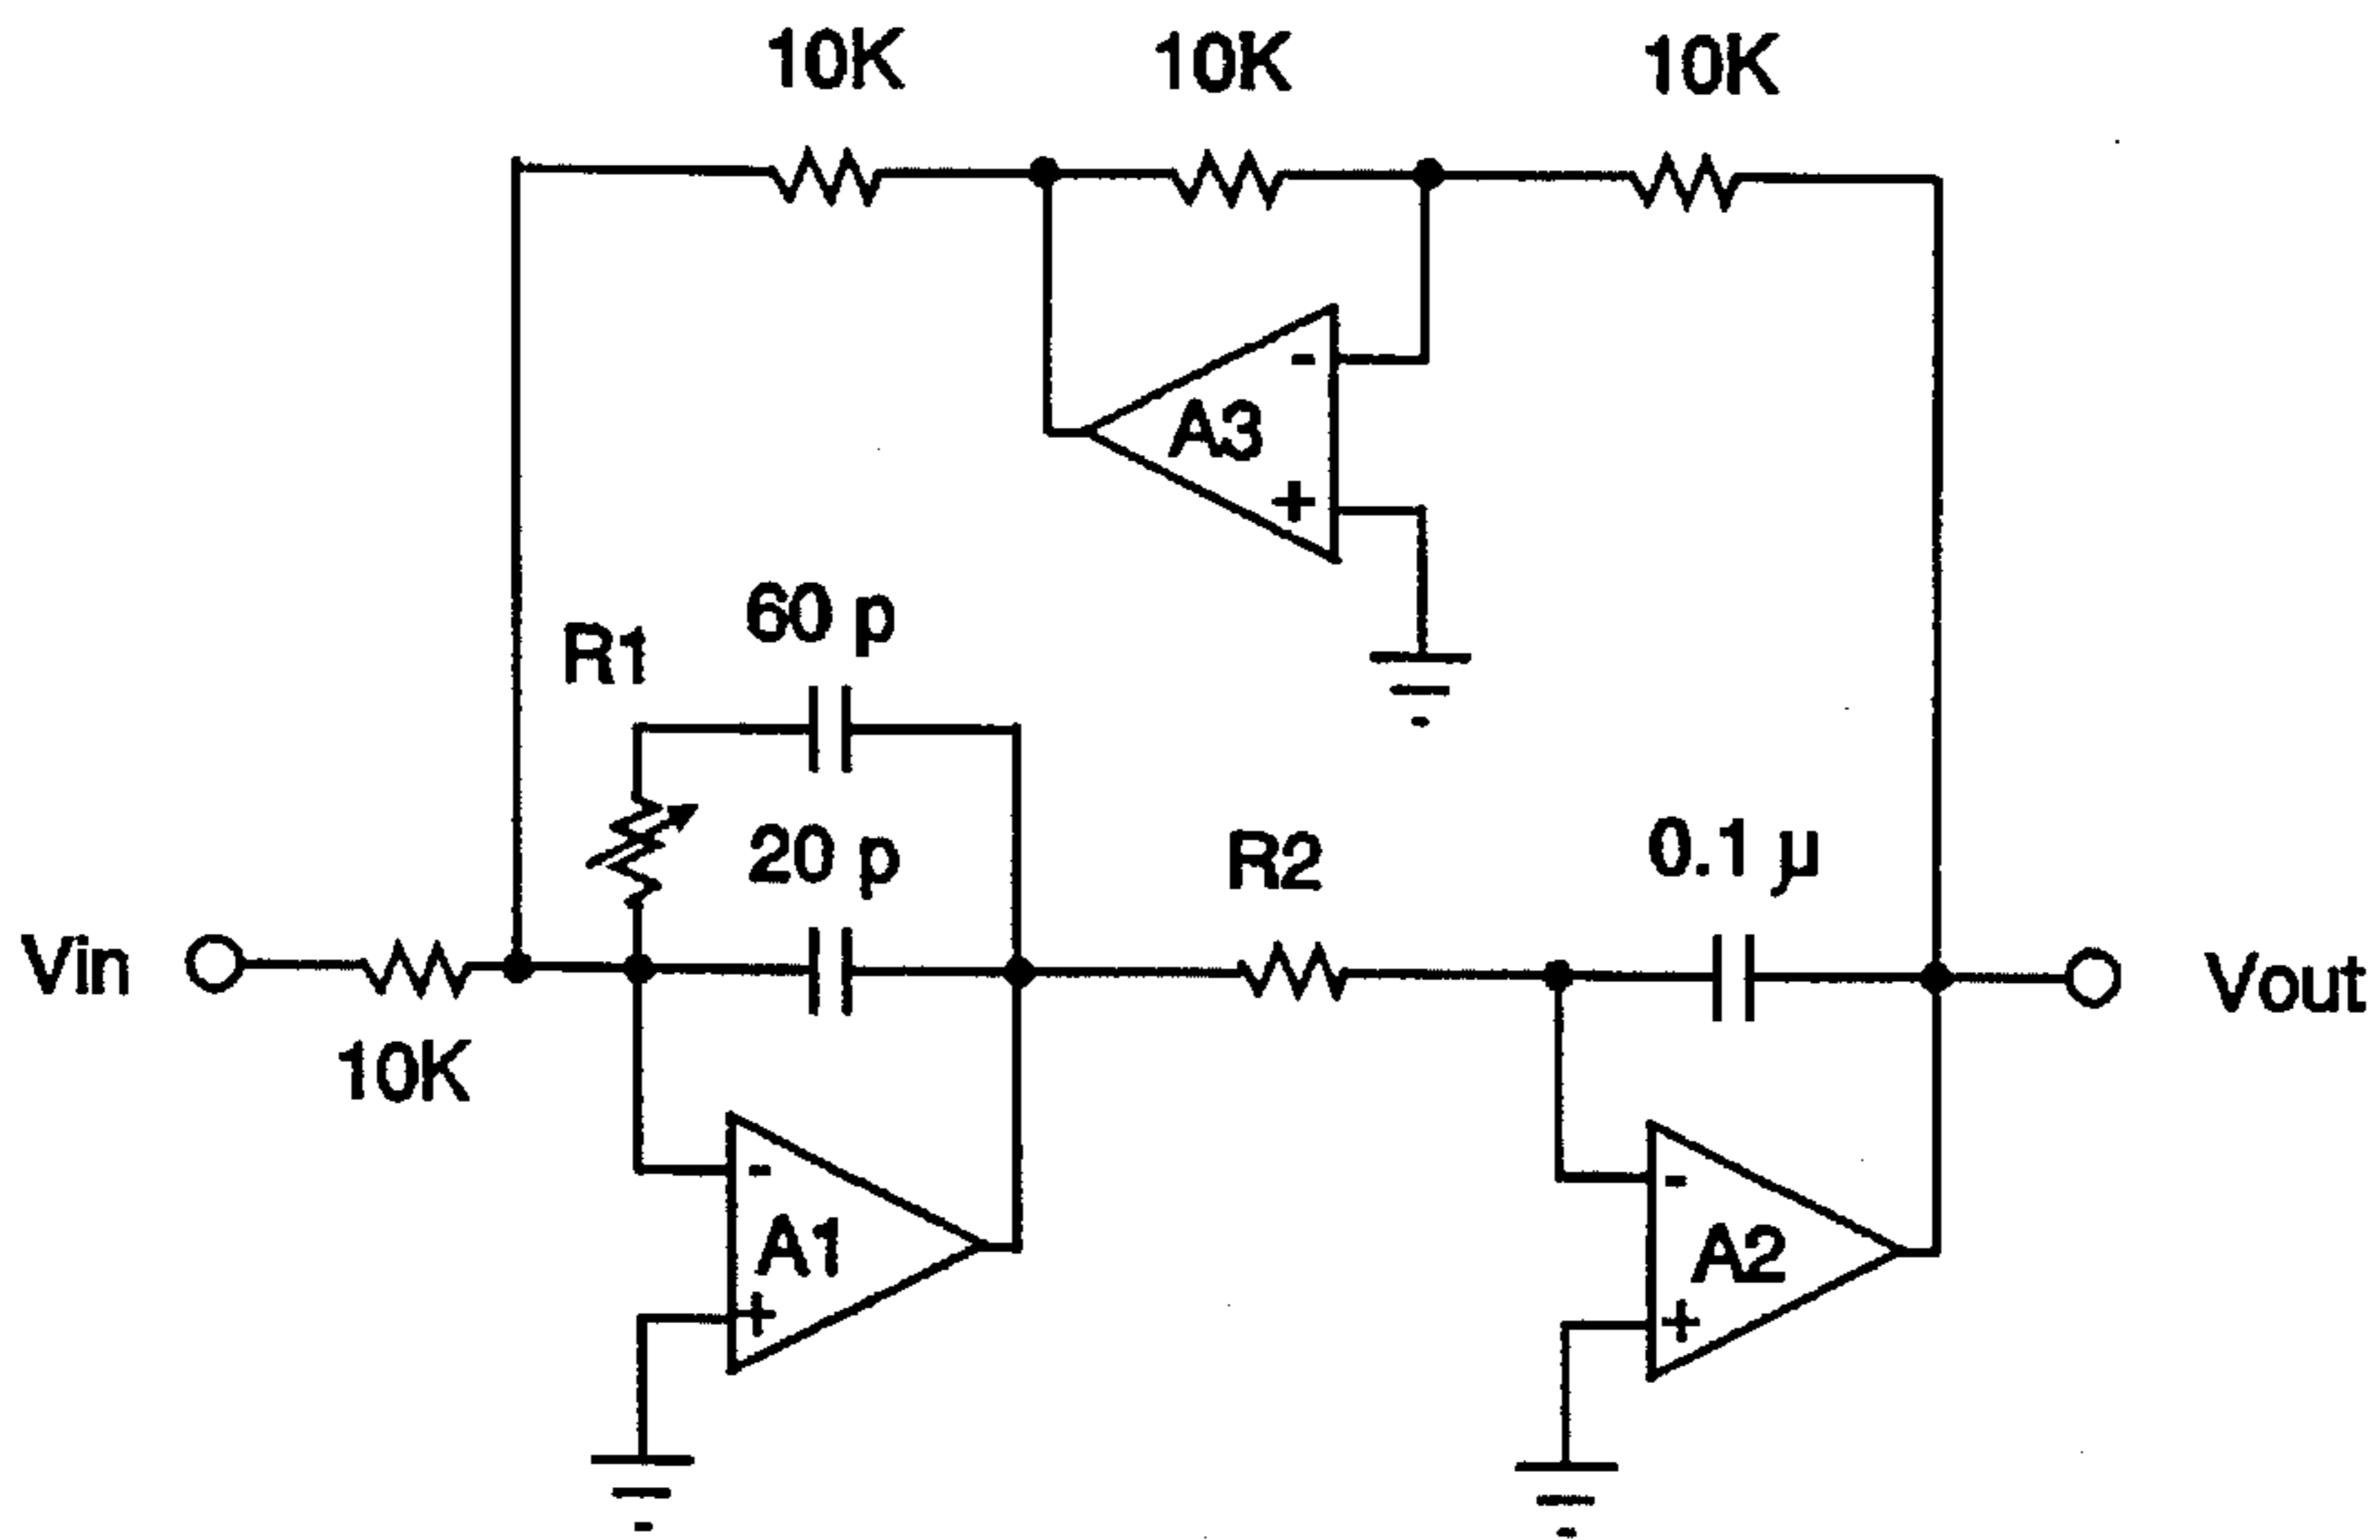 10K 10K 10K
-
A3
+
60 p
R1
20 p
R2
0.1 µ
Vin
Vout
10K
-
A1
+
-
A2
+